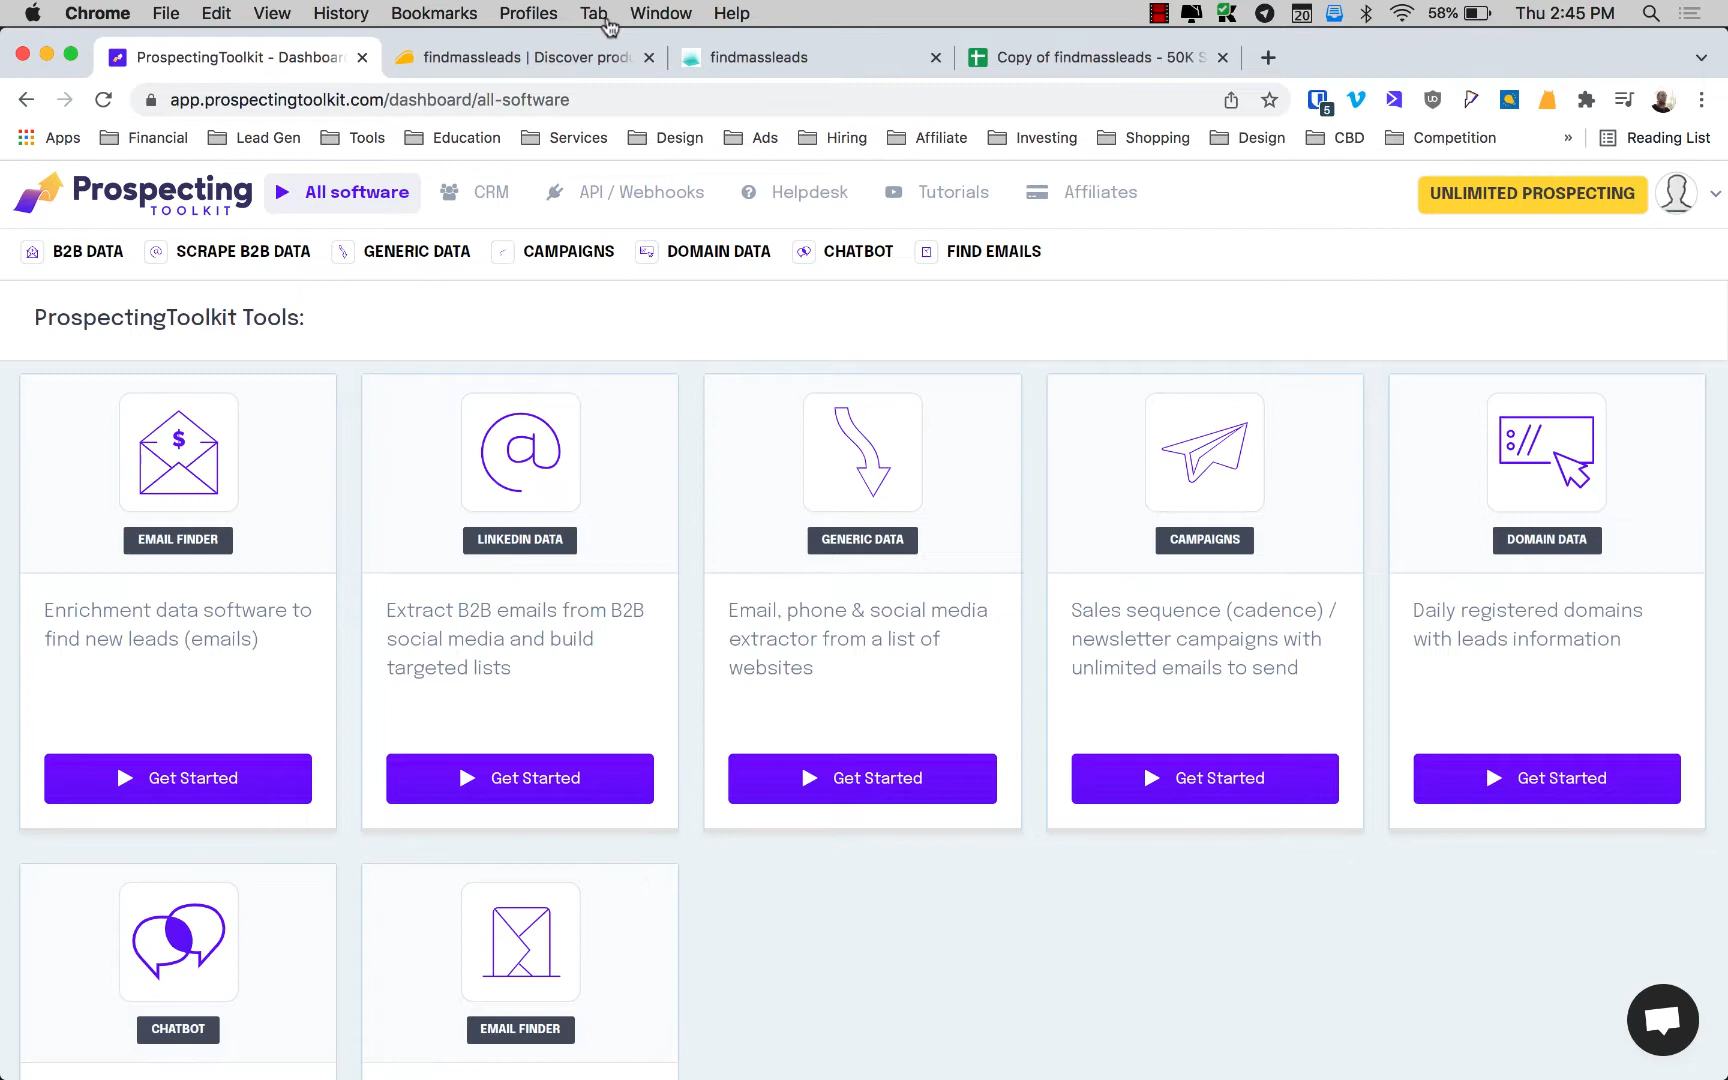 Chrome File Edit View History Bookmarks Profiles Tab Window Help 20 58% Thu 2:45 PM
ProspectingToolkit - Dashboar findmassleads | Discover produ findmassleads Copy of findmassleads - 50K S
app.prospectingtoolkit.com/dashboard/all-software 5
Apps Financial Lead Gen Tools Education Services Design Ads Hiring Affiliate Investing Shopping Design CBD Competition » Reading List
Prospecting
TOOLKIT
All software CRM API / Webhooks Helpdesk Tutorials Affiliates UNLIMITED PROSPECTING
B2B DATA SCRAPE B2B DATA GENERIC DATA CAMPAIGNS DOMAIN DATA CHATBOT FIND EMAILS
ProspectingToolkit Tools:
$
EMAIL FINDER
Enrichment data software to
find new leads (emails)
Get Started
@
LINKEDIN DATA
Extract B2B emails from B2B
social media and build
targeted lists
Get Started
GENERIC DATA
Email, phone & social media
extractor from a list of
websites
Get Started
CAMPAIGNS
Sales sequence (cadence) /
newsletter campaigns with
unlimited emails to send
Get Started
://
DOMAIN DATA
Daily registered domains
with leads information
Get Started
CHATBOT
EMAIL FINDER